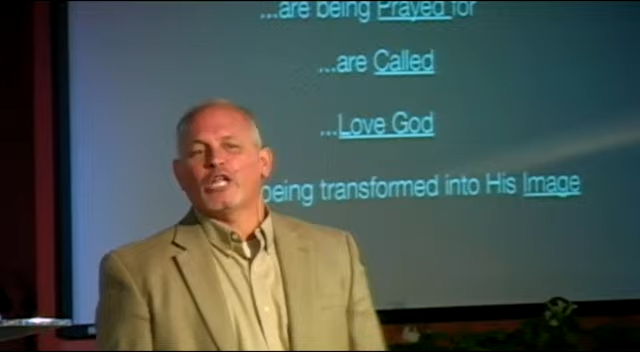 ...are being Prayed for
...are Called
...Love God
being transformed into His Image